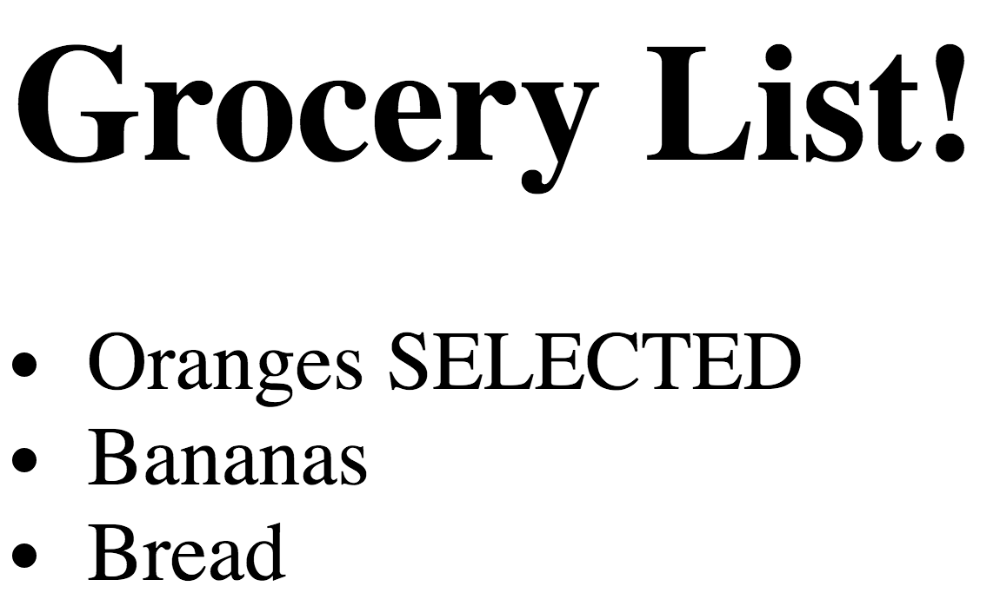 Grocery List!
• Oranges SELECTED
• Bananas
• Bread